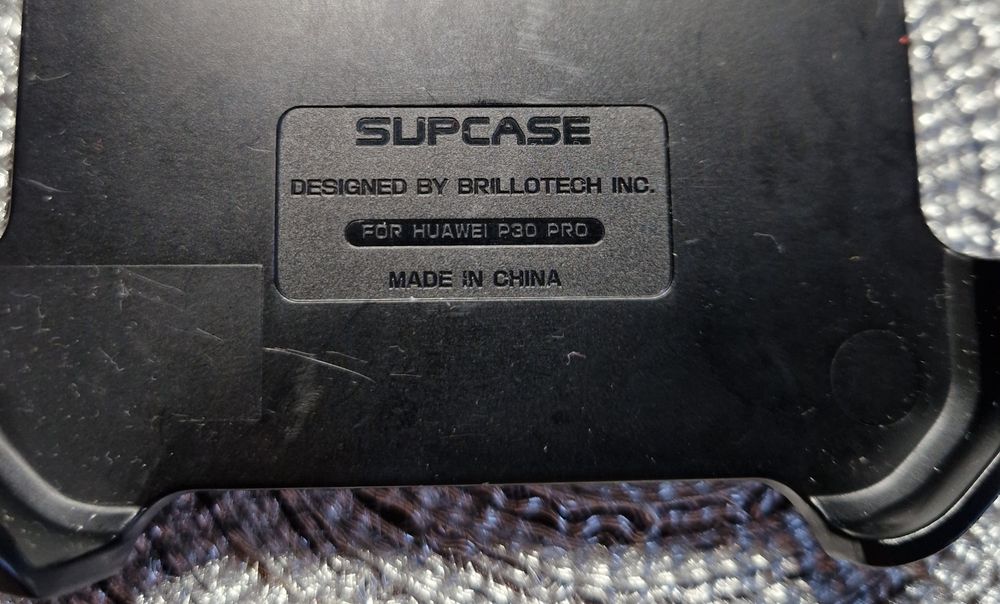 SUPCASE
DESIGNED BY BRILLOTECH INC.
FOR HUAWEI P30 PRO
MADE IN CHINA